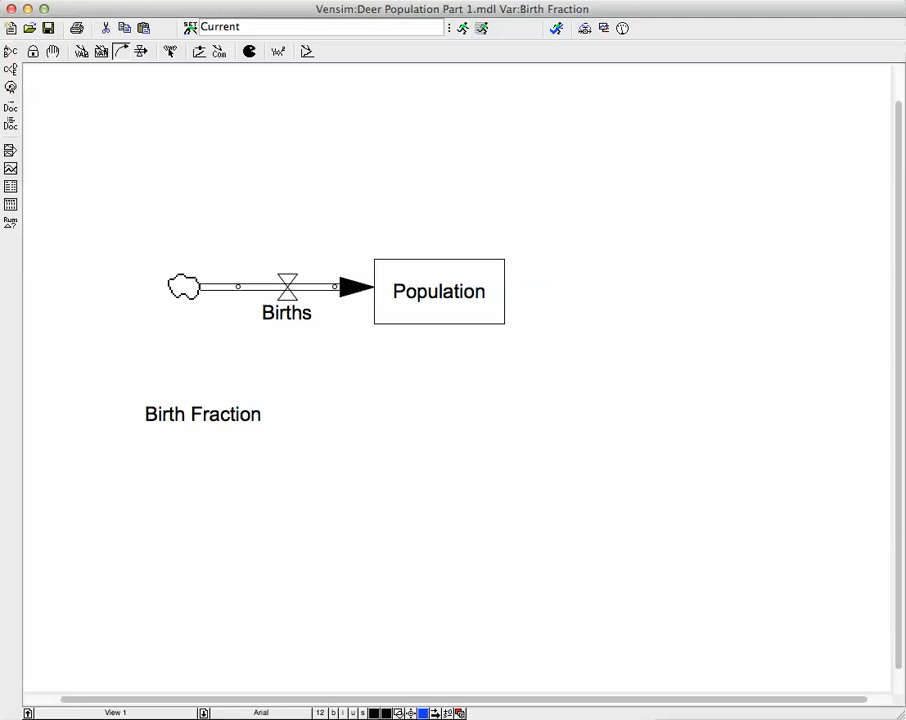 Vensim:Deer Population Part 1.mdl Var:Birth Fraction
Current
Doc
Doc
Population
Births
Birth Fraction
View 1
Arial
12
b
i
u
s